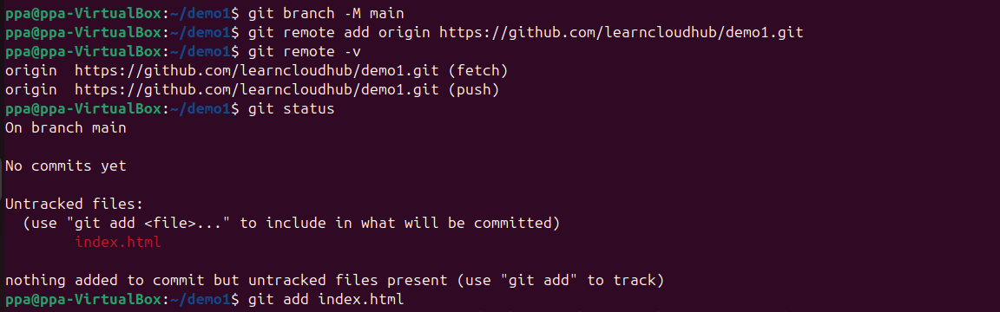 ppa@ppa-VirtualBox:~/demo1$ git branch -M main
ppa@ppa-VirtualBox:~/demo1$ git remote add origin https://github.com/learncloudhub/demo1.git
ppa@ppa-VirtualBox:~/demo1$ git remote -v
origin  https://github.com/learncloudhub/demo1.git (fetch)
origin  https://github.com/learncloudhub/demo1.git (push)
ppa@ppa-VirtualBox:~/demo1$ git status
On branch main
No commits yet
Untracked files:
  (use "git add <file>..." to include in what will be committed)
        index.html
nothing added to commit but untracked files present (use "git add" to track)
ppa@ppa-VirtualBox:~/demo1$ git add index.html